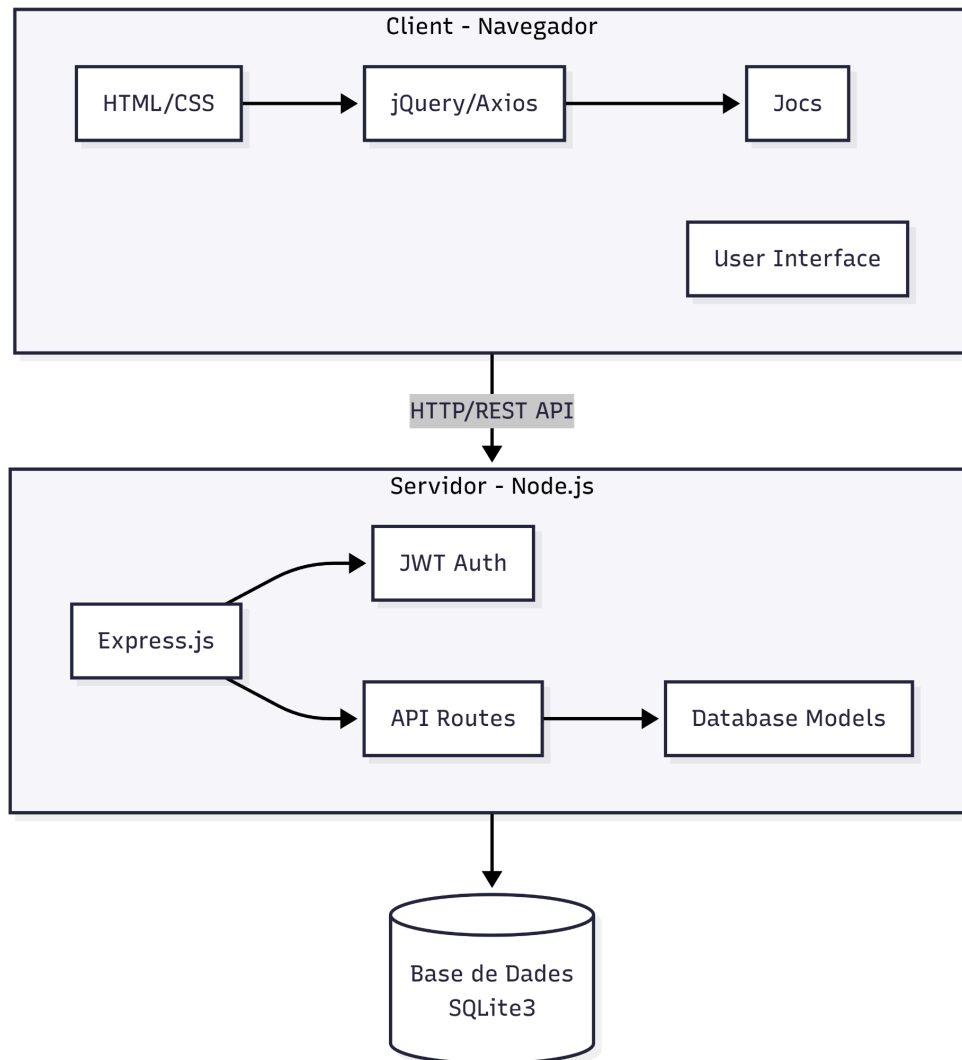 Client - Navegador
HTML/CSS
jQuery/Axios
Jocs
User Interface
HTTP/REST API
Servidor - Node.js
JWT Auth
Express.js
API Routes
Database Models
Base de Dades
SQLite3